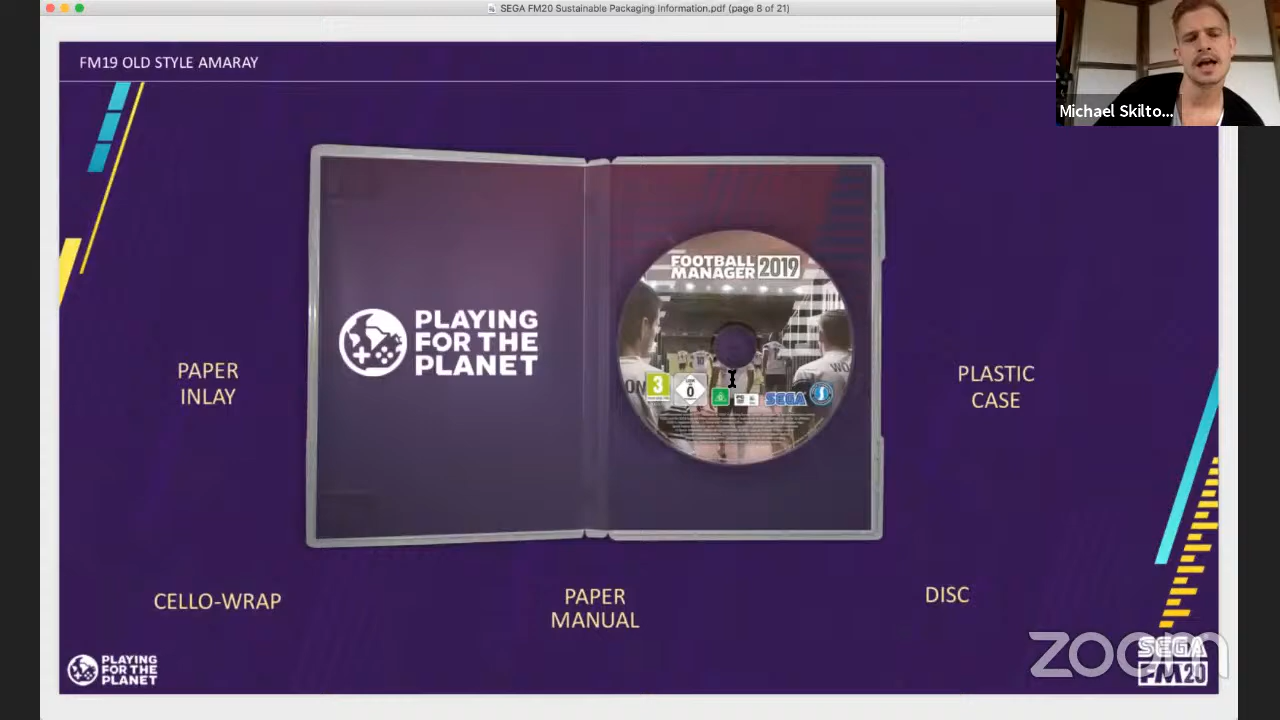 SEGA FM20 Sustainable Packaging Information.pdf (page 8 of 21)
FM19 OLD STYLE AMARAY
Michael Skilto...
FOOTBALL
MANAGER 2019
PLAYING
FOR THE
PLANET
3
0
SEGA
PAPER
INLAY
PLASTIC
CASE
CELLO-WRAP
PAPER
MANUAL
DISC
PLAYING
FOR THE
PLANET
zoom
SEGA
FM20